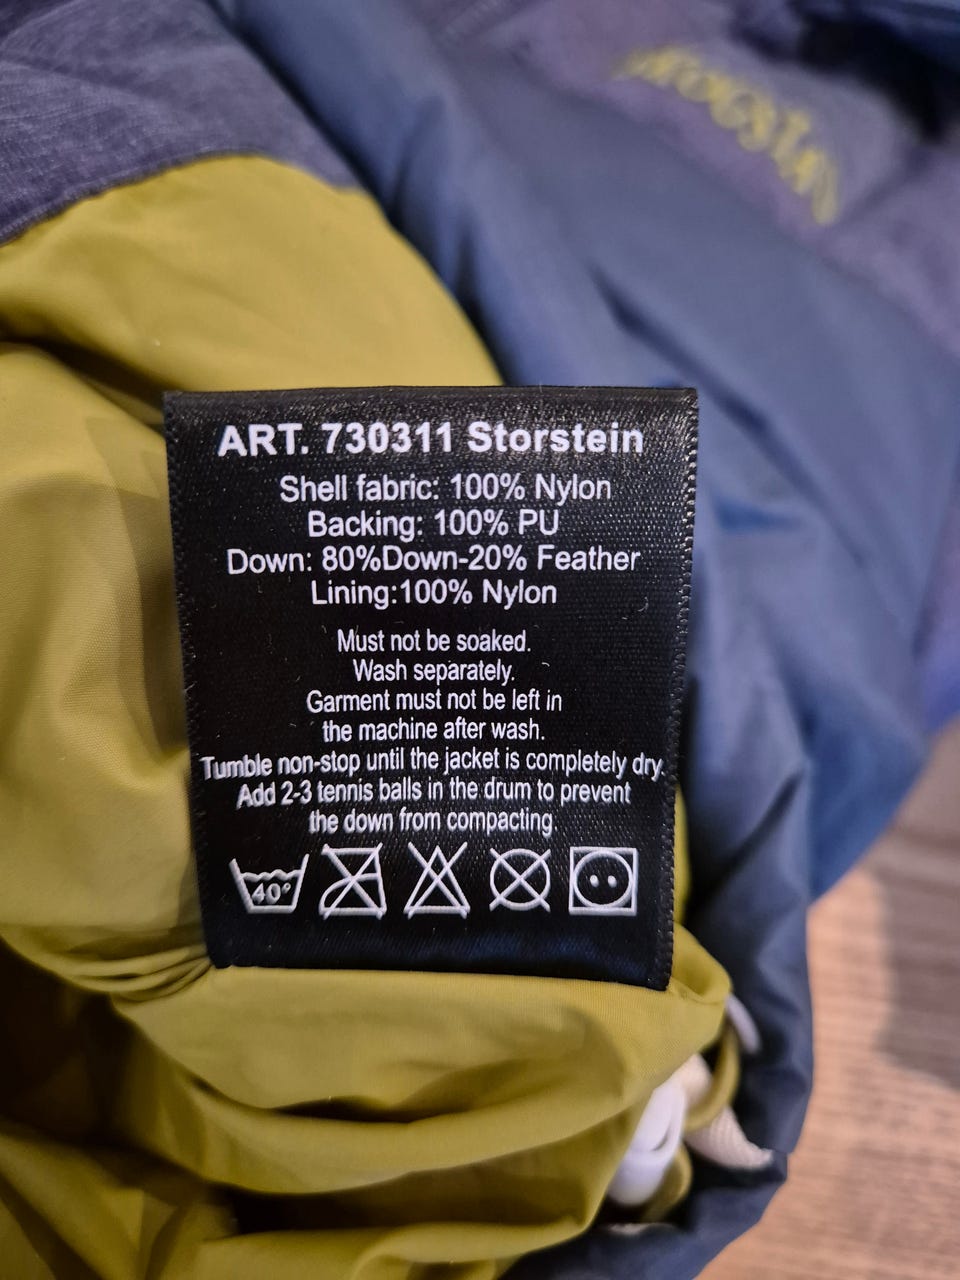 ART. 730311 Storstein
Shell fabric: 100% Nylon
Backing: 100% PU
Down: 80%Down-20% Feather
Lining:100% Nylon
Must not be soaked.
Wash separately.
Garment must not be left in
the machine after wash.
Tumble non-stop until the jacket is completely dry.
Add 2-3 tennis balls in the drum to prevent
the down from compacting
40°